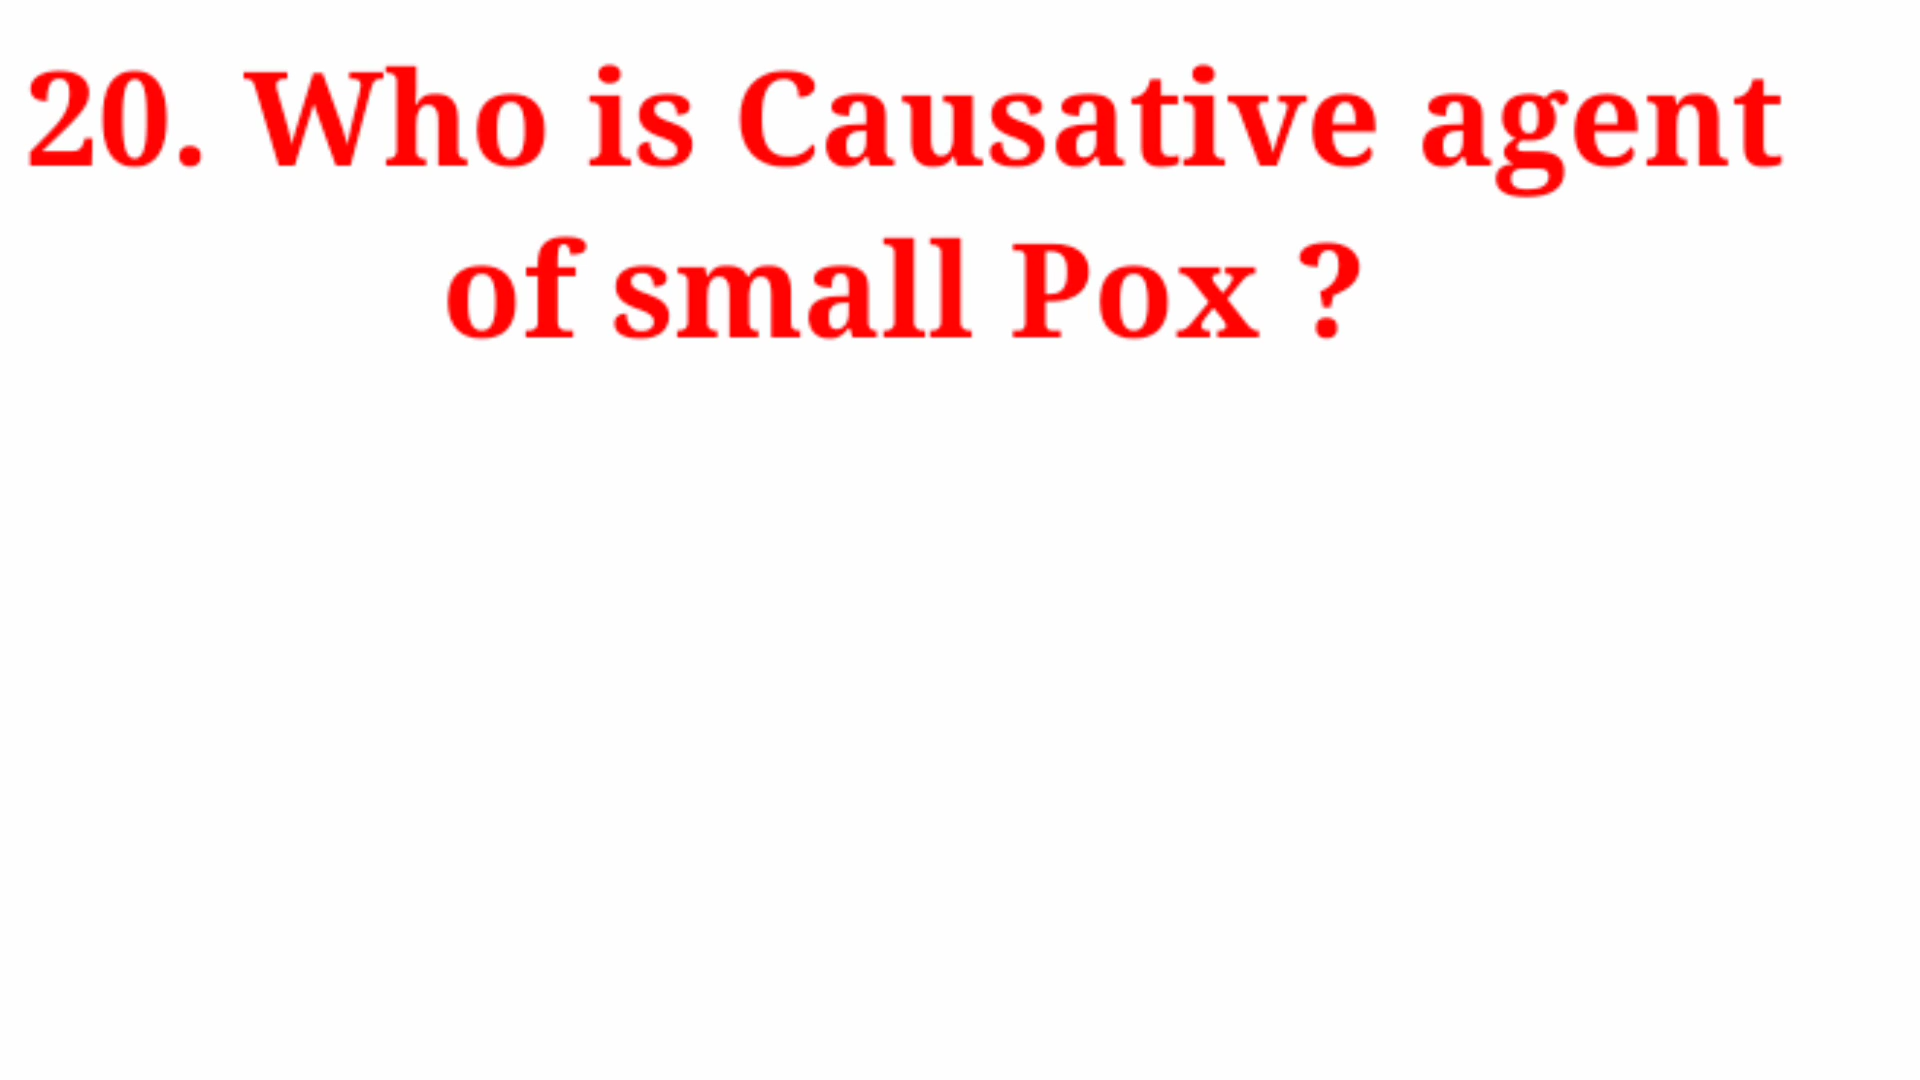 20. Who is Causative agent
of small Pox ?